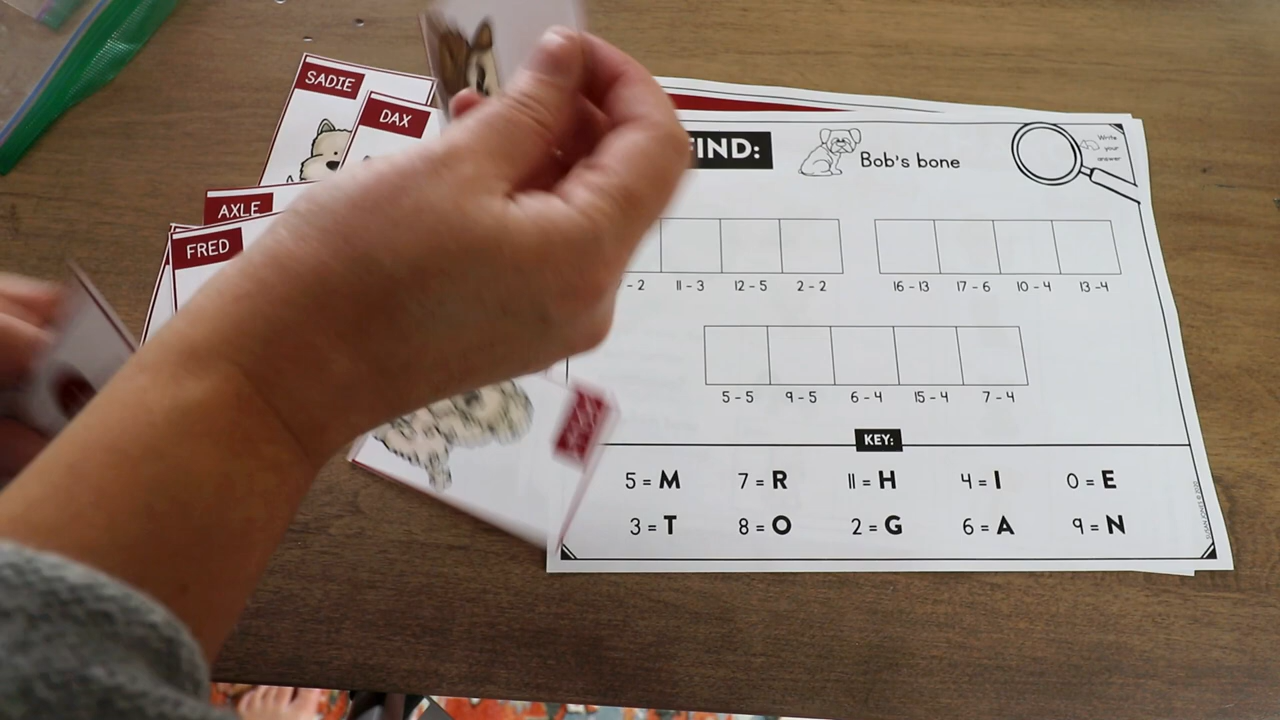 SADIE
DAX
AXLE
FRED
FIND:
Bob's bone
Write
your
answer
- 2 11 - 3 12 - 5 2 - 2
16 - 13 17 - 6 10 - 4 13 - 4
5 - 5 9 - 5 6 - 4 15 - 4 7 - 4
KEY:
5 = M 7 = R 11 = H 4 = I 0 = E
3 = T 8 = O 2 = G 6 = A 9 = N